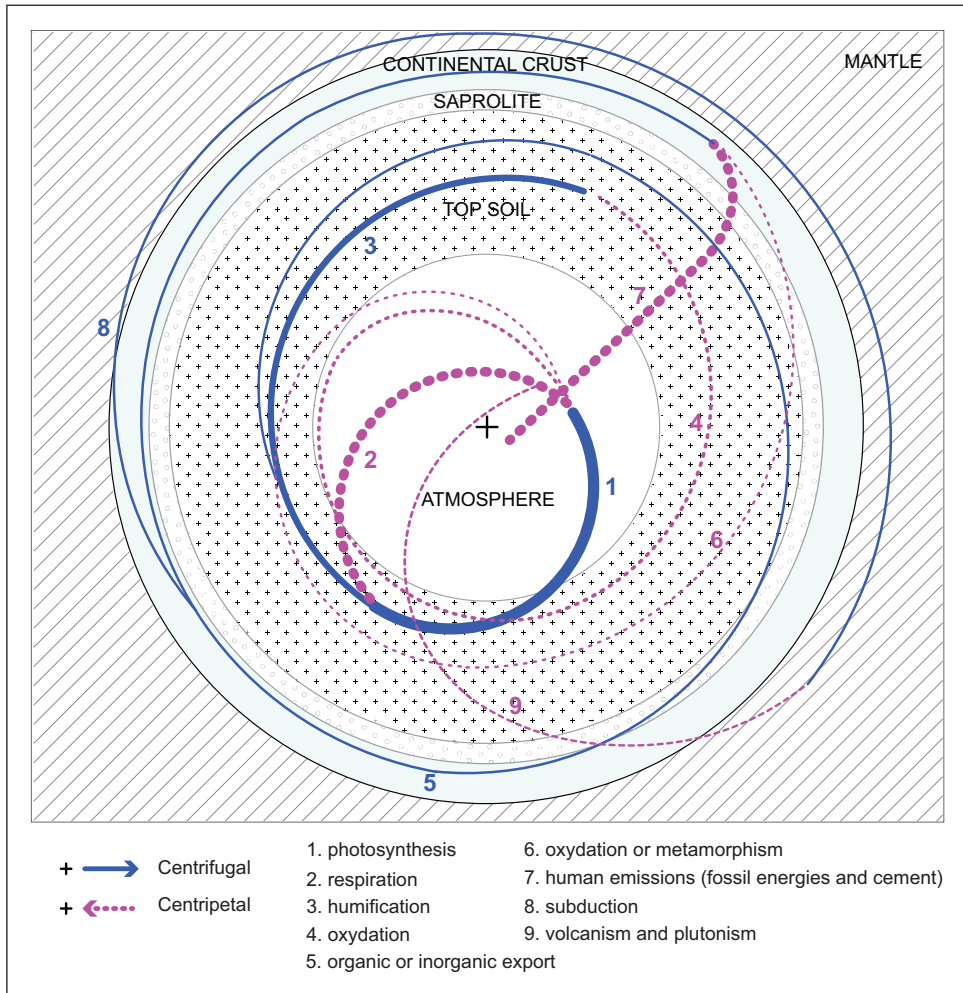 CONTINENTAL CRUST
MANTLE
SAPROLITE
TOP SOIL
3
7
8
4
2
1
ATMOSPHERE
6
9
5
+ Centrifugal
+ Centripetal
1. photosynthesis
2. respiration
3. humification
4. oxydation
5. organic or inorganic export
6. oxydation or metamorphism
7. human emissions (fossil energies and cement)
8. subduction
9. volcanism and plutonism